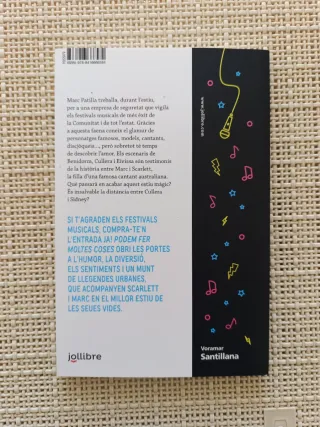 Marc Patilla treballa, durant l'estiu,
per a una empresa de seguretat que vigila
els festivals musicals de més èxit de
la Comunitat i de tot l'estat. Gràcies
a aquesta faena coneix el glamur de
personatges famosos, models, cantants,
discjòqueis..., però sobretot té temps
de descobrir l'amor. Els escenaris de
Benidorm, Cullera i Eivissa són testimonis
de la història entre Marc i Scarlett,
la filla d'una famosa cantant australiana.
Què passarà en acabar aquest estiu màgic?
És insalvable la distància entre Cullera
i Sidney?
SI T'AGRADEN ELS FESTIVALS
MUSICALS, COMPRA-TE'N
L'ENTRADA JA! PODEM FER
MOLTES COSES OBRI LES PORTES
A L'HUMOR, LA DIVERSIÓ,
ELS SENTIMENTS I UN MUNT
DE LLEGENDES URBANES,
QUE ACOMPANYEN SCARLETT
I MARC EN EL MILLOR ESTIU DE
LES SEUES VIDES.
jollibre
Voramar
Santillana